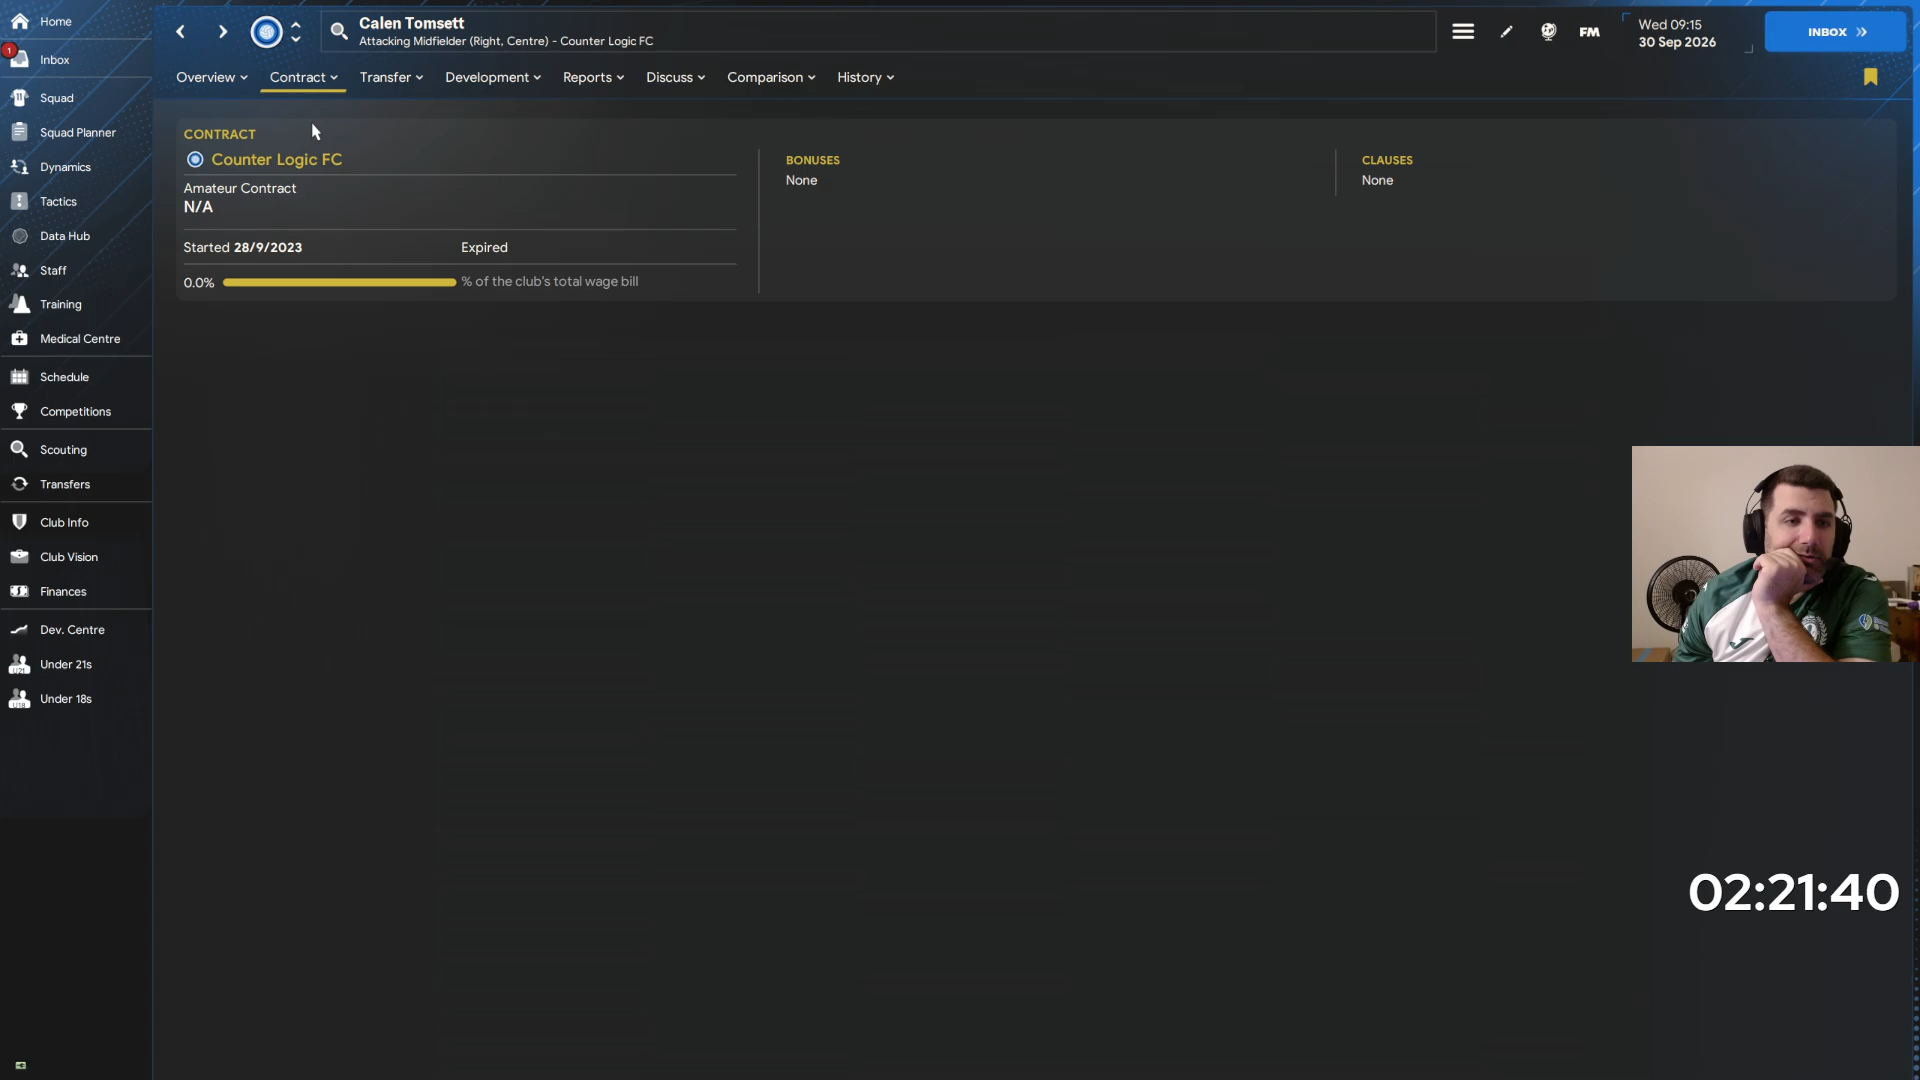 Home
1
Inbox
Squad
Squad Planner
Dynamics
Tactics
Data Hub
Staff
Training
Medical Centre
Schedule
Competitions
Scouting
Transfers
Club Info
Club Vision
Finances
Dev. Centre
U21
Under 21s
U18
Under 18s
Calen Tomsett
Attacking Midfielder (Right, Centre) - Counter Logic FC
FM
Wed 09:15
30 Sep 2026
INBOX
Overview
Contract
Transfer
Development
Reports
Discuss
Comparison
History
CONTRACT
Counter Logic FC
Amateur Contract
N/A
Started 28/9/2023
Expired
0.0%
% of the club's total wage bill
BONUSES
None
CLAUSES
None
02:21:40